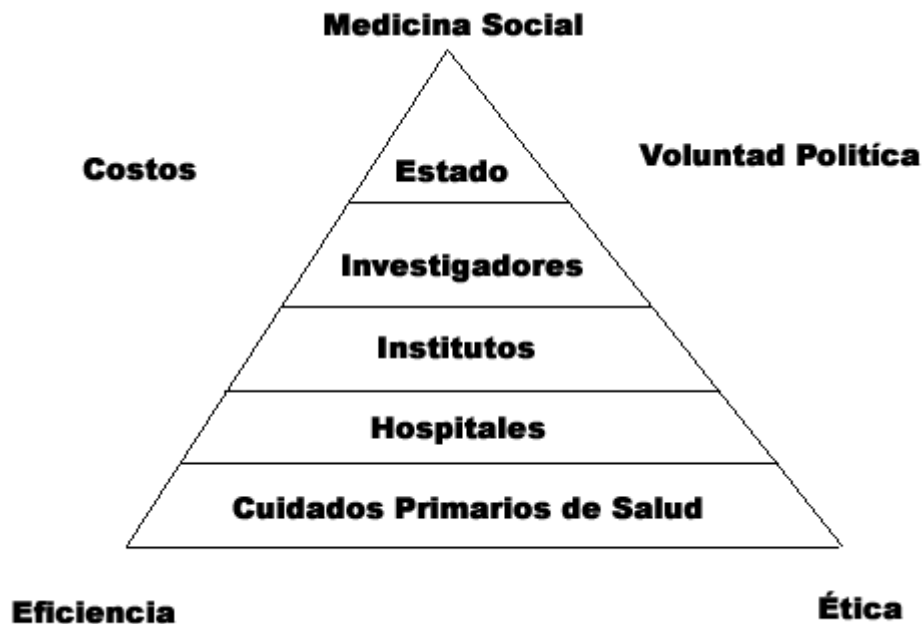 Medicina Social
Costos
Voluntad Politíca
Estado
Investigadores
Institutos
Hospitales
Cuidados Primarios de Salud
Eficiencia
Ética